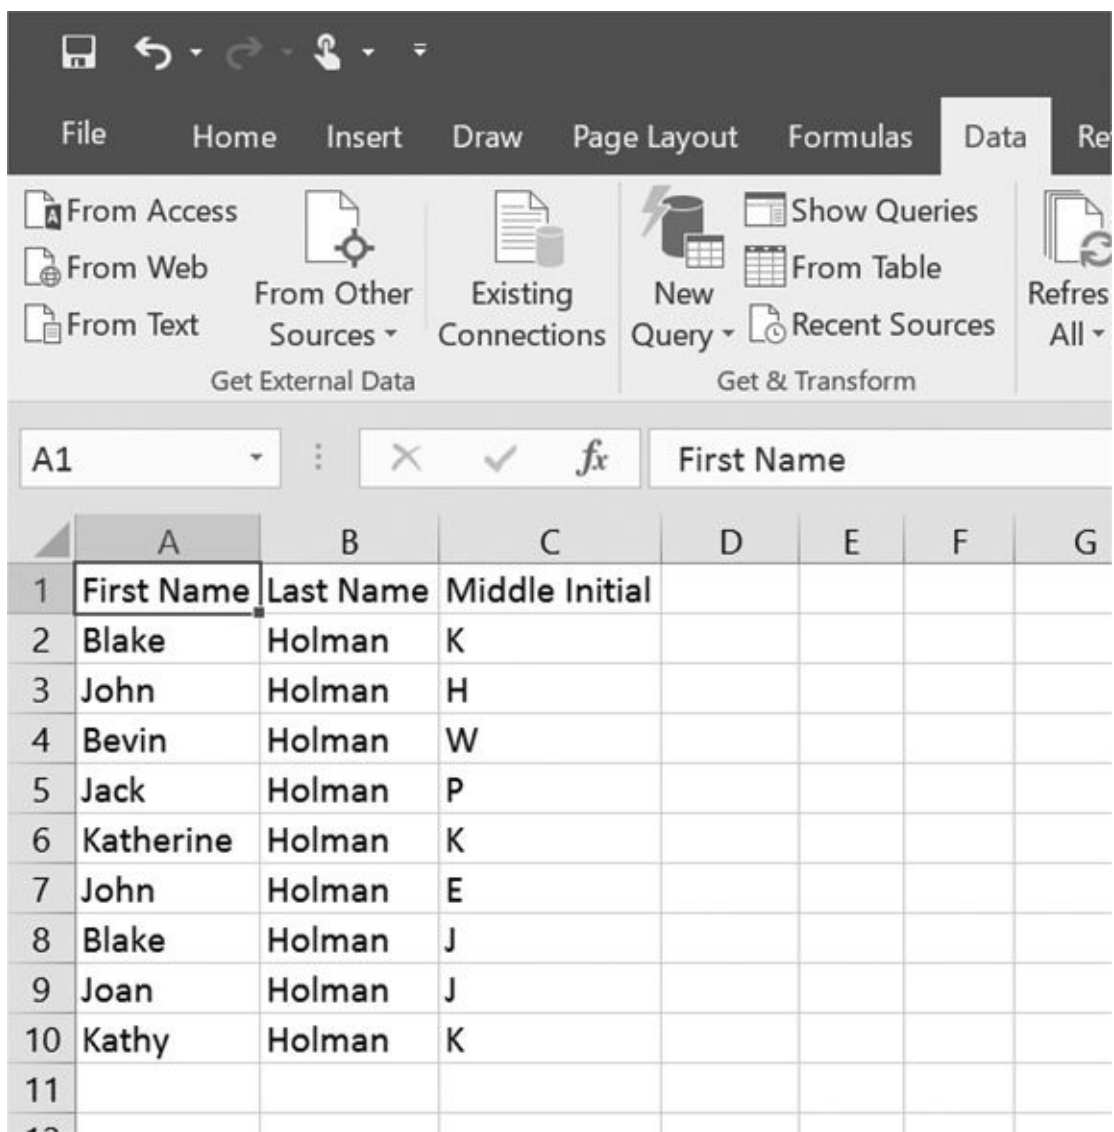 File Home Insert Draw Page Layout Formulas Data Re
From Access
From Web
From Text
From Other
Sources
Existing
Connections
Get External Data
New
Query
Show Queries
From Table
Recent Sources
Get & Transform
Refres
All
A1 fx First Name
A B C D E F G
1 First Name Last Name Middle Initial
2 Blake Holman K
3 John Holman H
4 Bevin Holman W
5 Jack Holman P
6 Katherine Holman K
7 John Holman E
8 Blake Holman J
9 Joan Holman J
10 Kathy Holman K
11